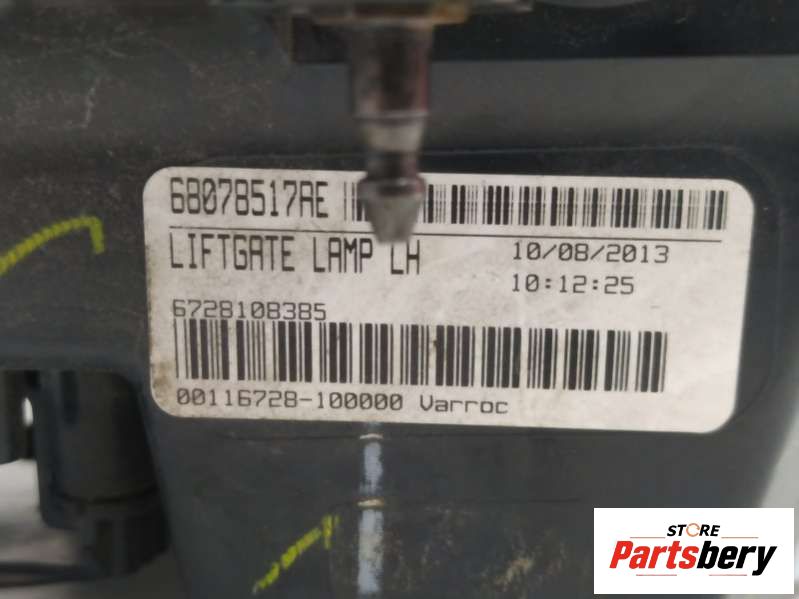 68078517AE
LIFTGATE LAMP LH
10/08/2013
10:12:25
6728108385
00116728-100000 Varroc
STORE
Partsbery